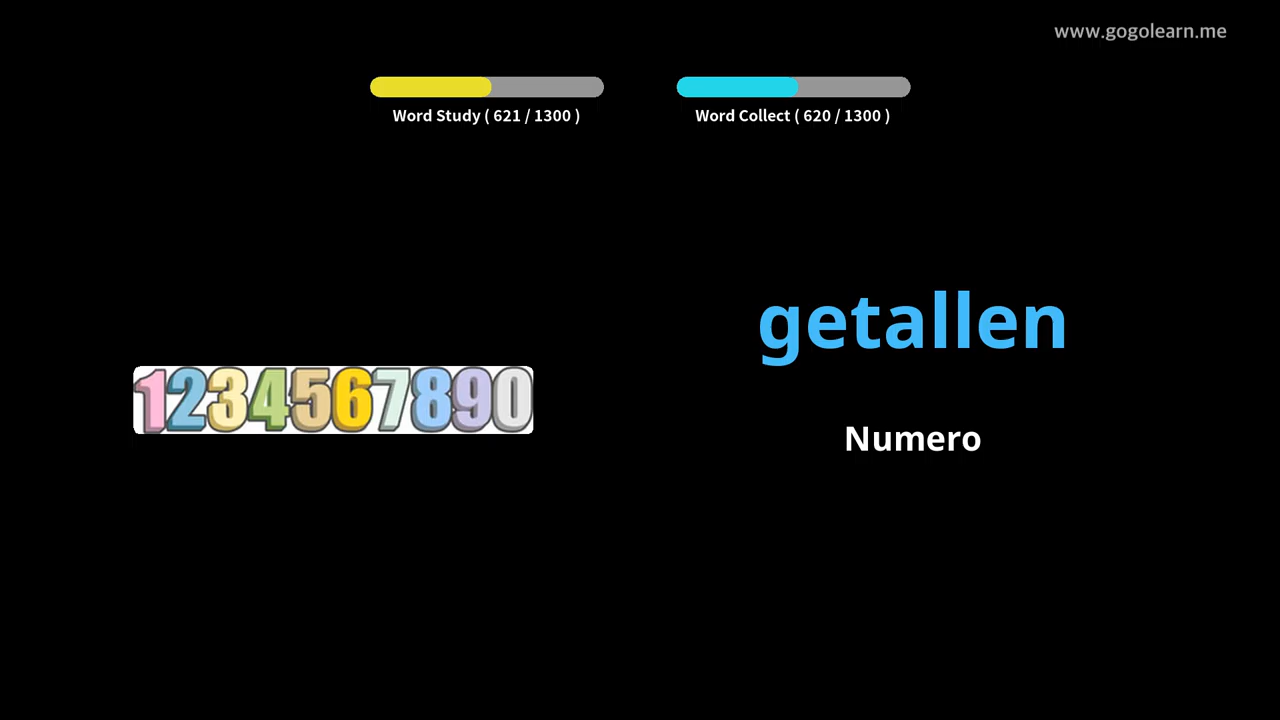 www.gogolearn.me
Word Study ( 621 / 1300 )
Word Collect ( 620 / 1300 )
getallen
1234567890
Numero